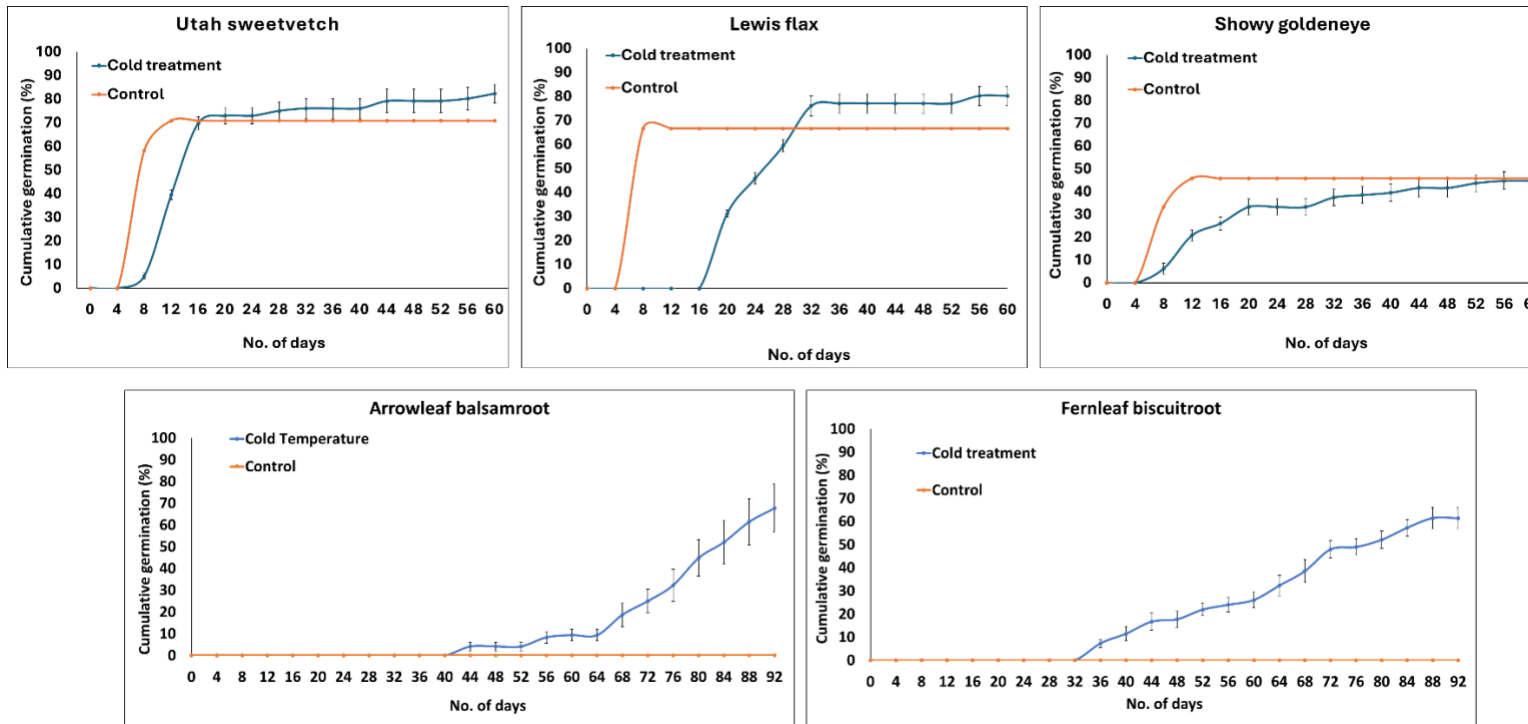 Utah sweetvetch
Cumulative germination (%)
100
90
80
70
60
50
40
30
20
10
0
Cold treatment
Control
0 4 8 12 16 20 24 28 32 36 40 44 48 52 56 60
No. of days
Lewis flax
Cumulative germination (%)
100
90
80
70
60
50
40
30
20
10
0
Cold treatment
Control
0 4 8 12 16 20 24 28 32 36 40 44 48 52 56 60
No. of days
Showy goldeneye
Cumulative germination (%)
100
90
80
70
60
50
40
30
20
10
0
Cold treatment
Control
0 4 8 12 16 20 24 28 32 36 40 44 48 52 56
No. of days
Arrowleaf balsamroot
Cumulative germination (%)
100
90
80
70
60
50
40
30
20
10
0
Cold Temperature
Control
0 4 8 12 16 20 24 28 32 36 40 44 48 52 56 60 64 68 72 76 80 84 88 92
No. of days
Fernleaf biscuitroot
Cumulative germination (%)
100
90
80
70
60
50
40
30
20
10
0
Cold treatment
Control
0 4 8 12 16 20 24 28 32 36 40 44 48 52 56 60 64 68 72 76 80 84 88 92
No. of days